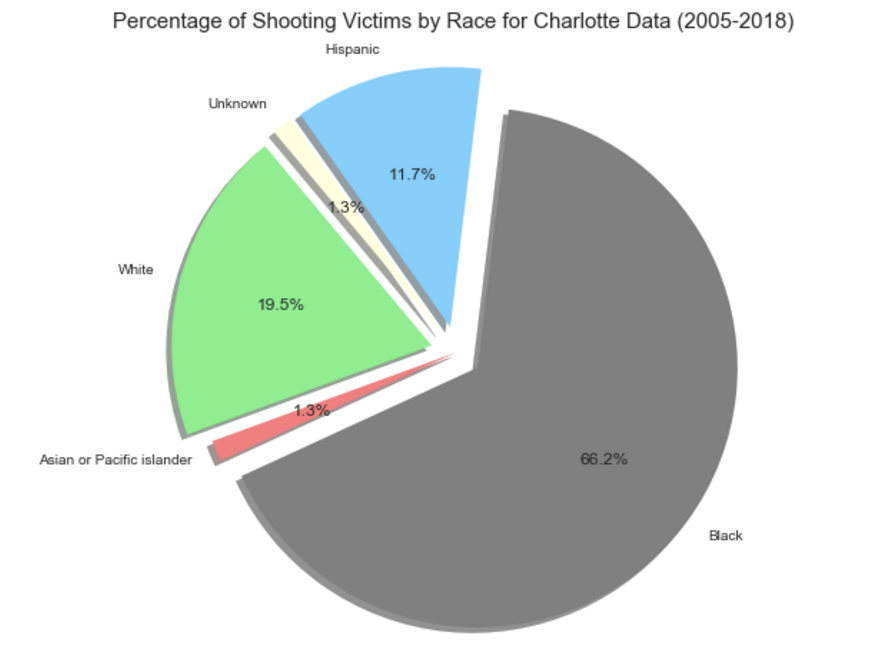 Percentage of Shooting Victims by Race for Charlotte Data (2005-2018)
Hispanic
Unknown
11.7%
1.3%
White
19.5%
1.3%
Asian or Pacific islander
66.2%
Black